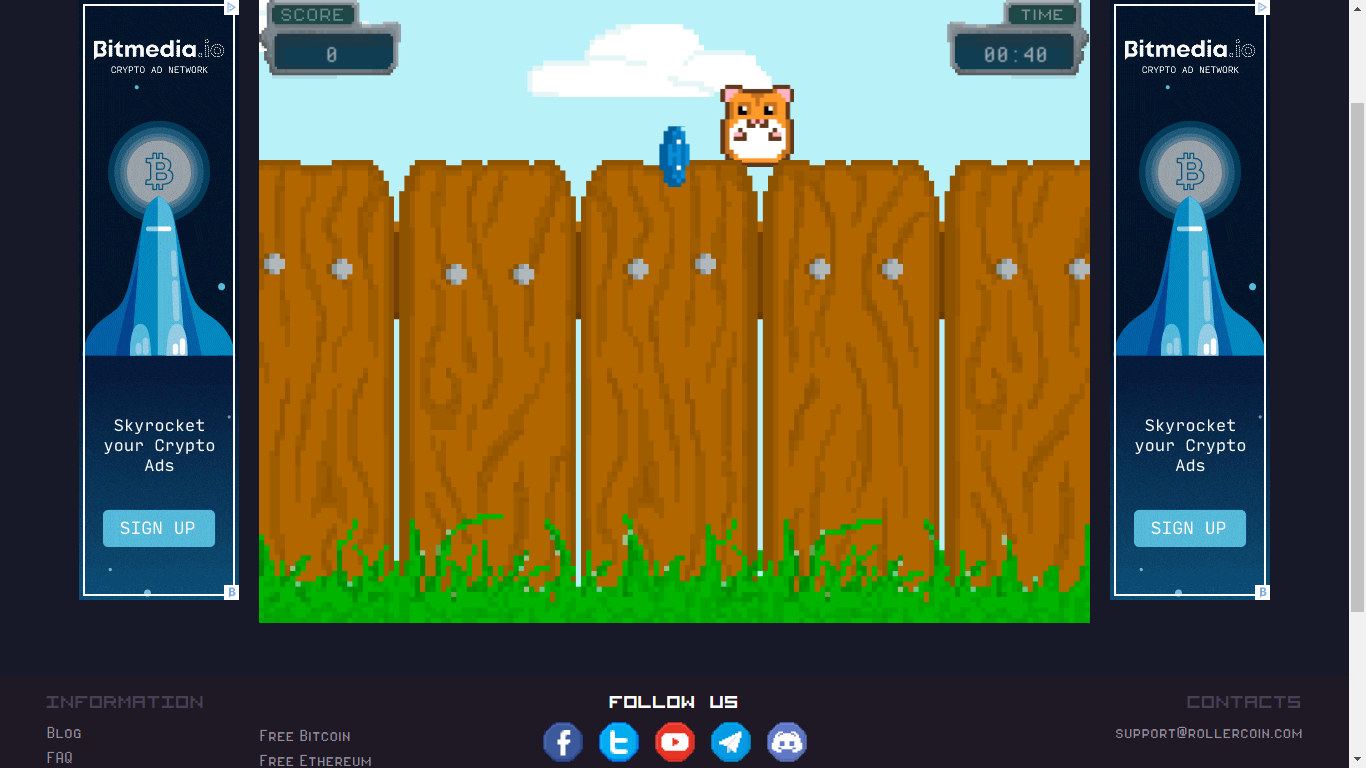 Bitmedia.io
CRYPTO AD NETWORK
Skyrocket
your Crypto
Ads
SIGN UP
SCORE
0
TIME
00:40
Bitmedia.io
CRYPTO AD NETWORK
Skyrocket
your Crypto
Ads
SIGN UP
INFORMATION
Blog
FAQ
Free Bitcoin
Free Ethereum
FOLLOW US
CONTACTS
support@rollercoin.com